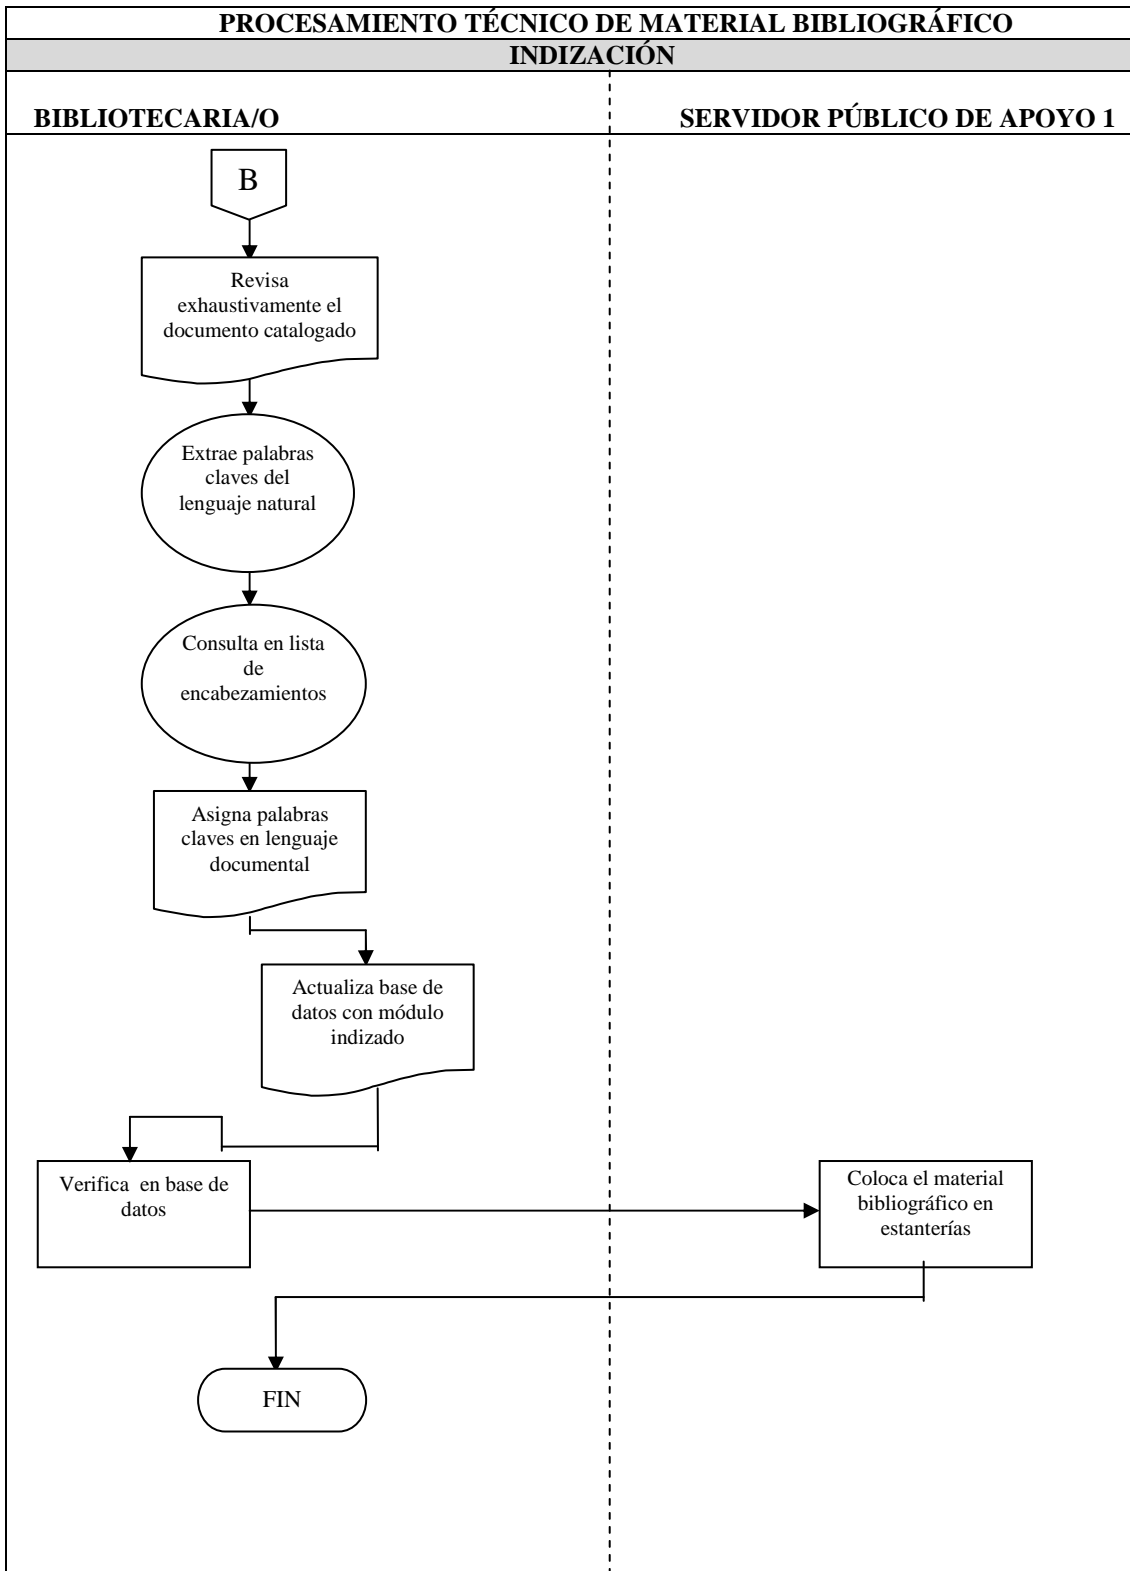 PROCESAMIENTO TÉCNICO DE MATERIAL BIBLIOGRÁFICO
INDIZACIÓN
BIBLIOTECARIA/O
SERVIDOR PÚBLICO DE APOYO 1
B
Revisa
exhaustivamente el
documento catalogado
Extrae palabras
claves del
lenguaje natural
Consulta en lista
de
encabezamientos
Asigna palabras
claves en lenguaje
documental
Actualiza base de
datos con módulo
indizado
Verifica en base de
datos
Coloca el material
bibliográfico en
estanterías
FIN